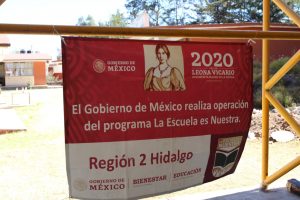 GOBIERNO DE
MÉXICO
2020
LEONA VICARIO
El Gobierno de México realiza operación
del programa La Escuela es Nuestra.
Región 2 Hidalgo
GOBIERNO DE
MÉXICO
BIENESTAR
EDUCACIÓN